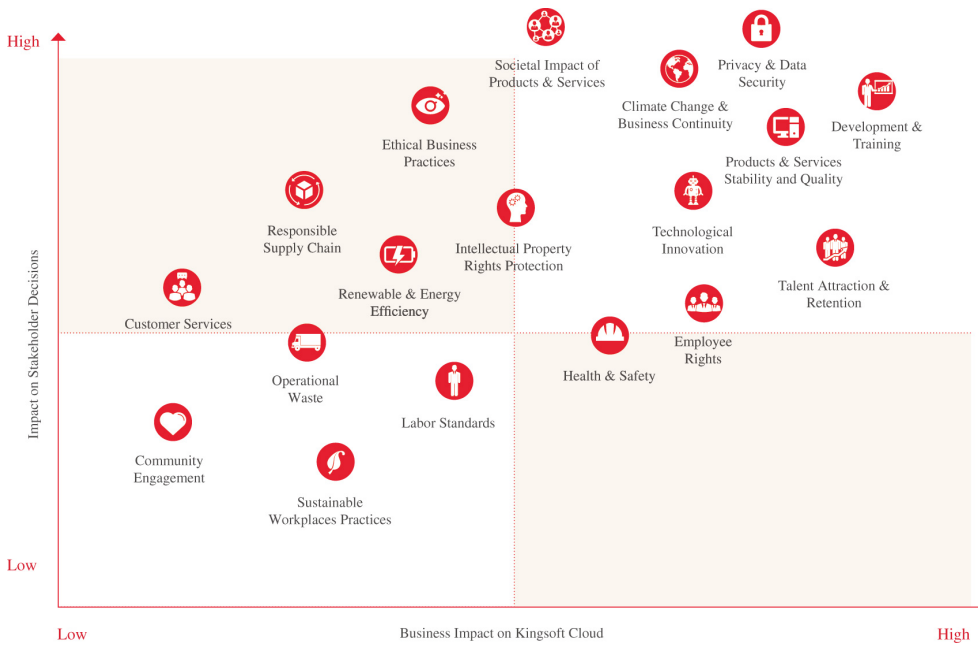 High
Societal Impact of
Products & Services
Privacy & Data
Security
Climate Change &
Business Continuity
Development &
Training
Ethical Business
Practices
Products & Services
Stability and Quality
Responsible
Supply Chain
Intellectual Property
Rights Protection
Technological
Innovation
Renewable & Energy
Efficiency
Talent Attraction &
Retention
Customer Services
Employee
Rights
Health & Safety
Operational
Waste
Labor Standards
Community
Engagement
Sustainable
Workplaces Practices
Impact on Stakeholder Decisions
Low
Low
Business Impact on Kingsoft Cloud
High